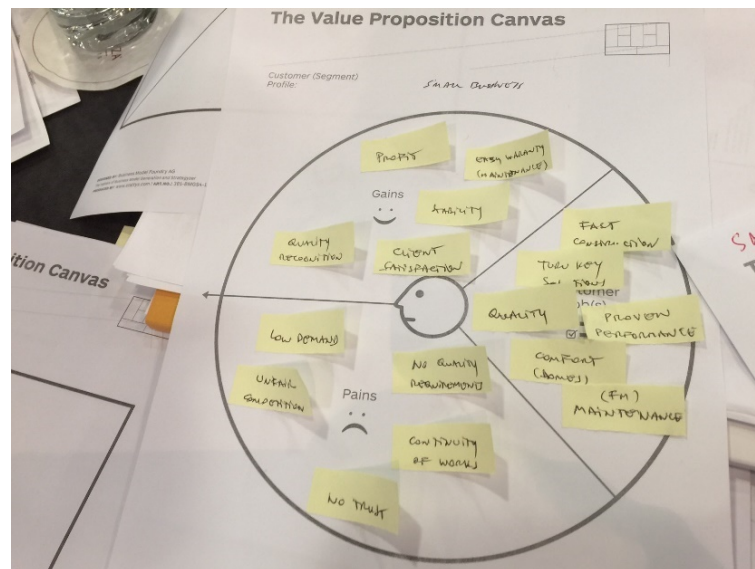 The Value Proposition Canvas
Customer (Segment)
Profile:
SMALL BUSINESS
PROFIT
EASY WARANTY
(MAINTENANCE)
Gains
QUALITY
RECOGNITION
CLIENT
SATISFACTION
FAST
CONSTRUCTION
TURN KEY
SOLUTIONS
QUALITY
PROVEN
PERFORMANCE
COMFORT
(HOMES)
(FM)
MAINTENANCE
LOW DEMAND
UNFAIR
COMPETITION
NO QUALITY
REQUIREMENTS
Pains
CONTINUITY
OF WORKS
NO TRUST
ition Canvas